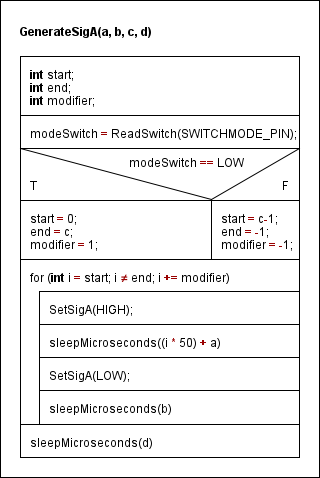 GenerateSigA(a, b, c, d)
int start;
int end;
int modifier;
modeSwitch = ReadSwitch(SWITCHMODE_PIN);
modeSwitch == LOW
T F
start = 0;
end = c;
modifier = 1;
start = c-1;
end = -1;
modifier = -1;
for (int i = start; i ≠ end; i += modifier)
SetSigA(HIGH);
sleepMicroseconds((i * 50) + a)
SetSigA(LOW);
sleepMicroseconds(b)
sleepMicroseconds(d)